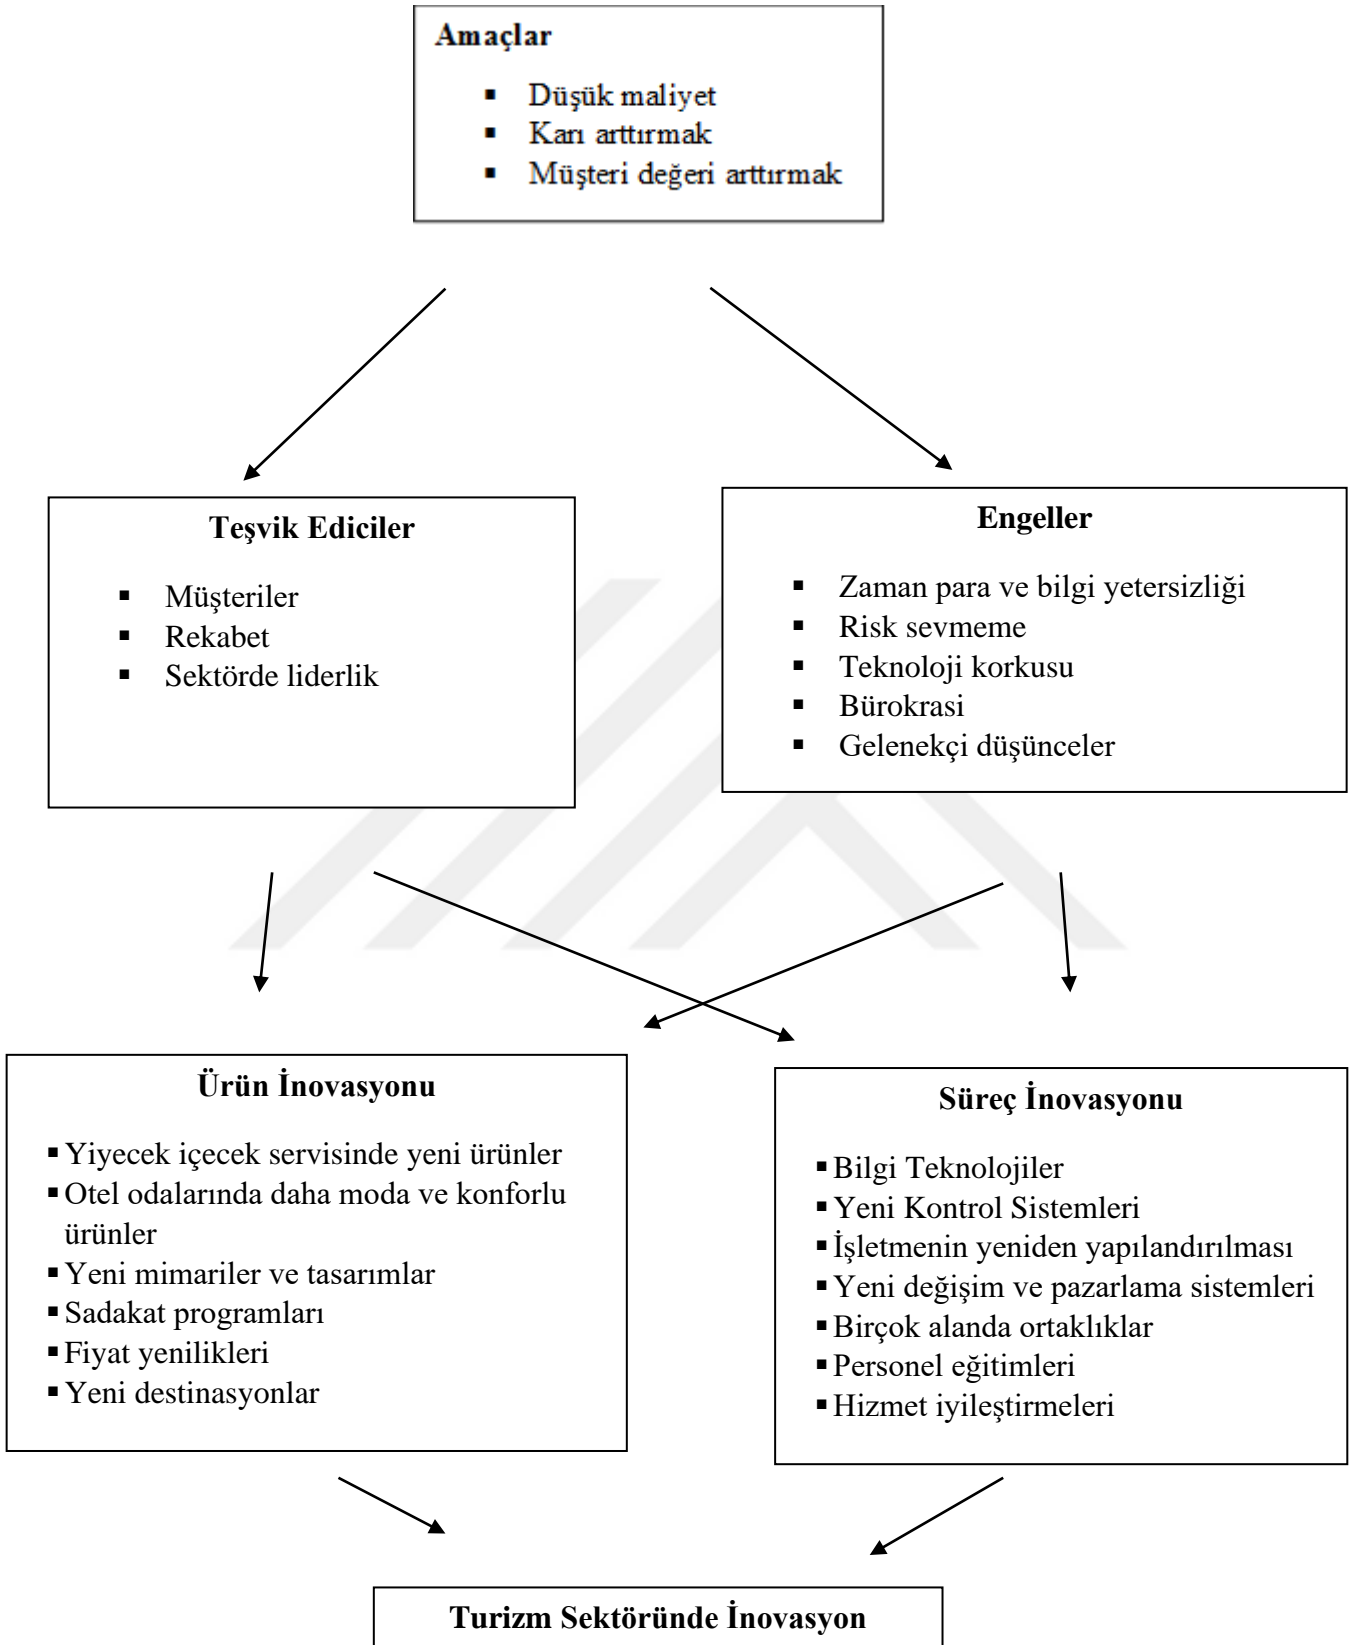 Amaçlar
▪ Düşük maliyet
▪ Karı arttırmak
▪ Müşteri değeri arttırmak
Teşvik Ediciler
▪ Müşteriler
▪ Rekabet
▪ Sektörde liderlik
Engeller
▪ Zaman para ve bilgi yetersizliği
▪ Risk sevmeme
▪ Teknoloji korkusu
▪ Bürokrasi
▪ Gelenekçi düşünceler
Ürün İnovasyonu
▪ Yiyecek içecek servisinde yeni ürünler
▪ Otel odalarında daha moda ve konforlu
ürünler
▪ Yeni mimariler ve tasarımlar
▪ Sadakat programları
▪ Fiyat yenilikleri
▪ Yeni destinasyonlar
Süreç İnovasyonu
▪ Bilgi Teknolojiler
▪ Yeni Kontrol Sistemleri
▪ İşletmenin yeniden yapılandırılması
▪ Yeni değişim ve pazarlama sistemleri
▪ Birçok alanda ortaklıklar
▪ Personel eğitimleri
▪ Hizmet iyileştirmeleri
Turizm Sektöründe İnovasyon